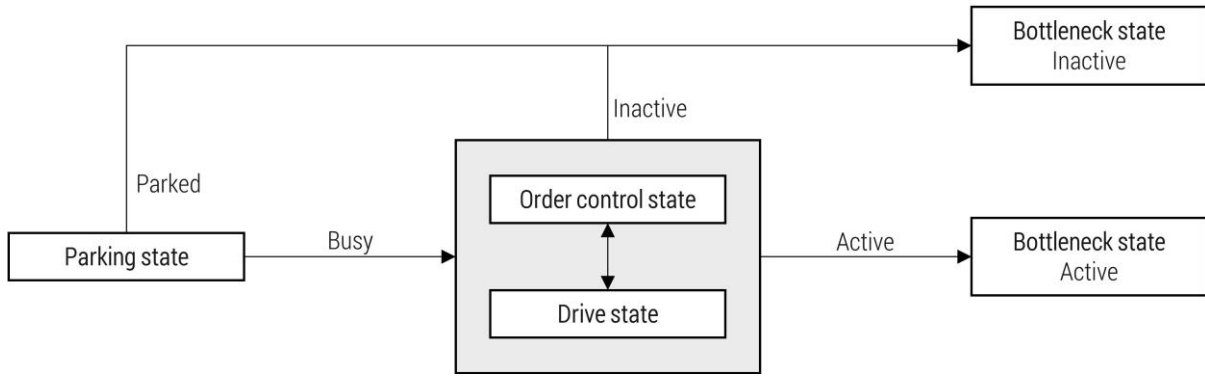 Bottleneck state
Inactive
Inactive
Parked
Order control state
Parking state
Busy
Active
Bottleneck state
Active
Drive state